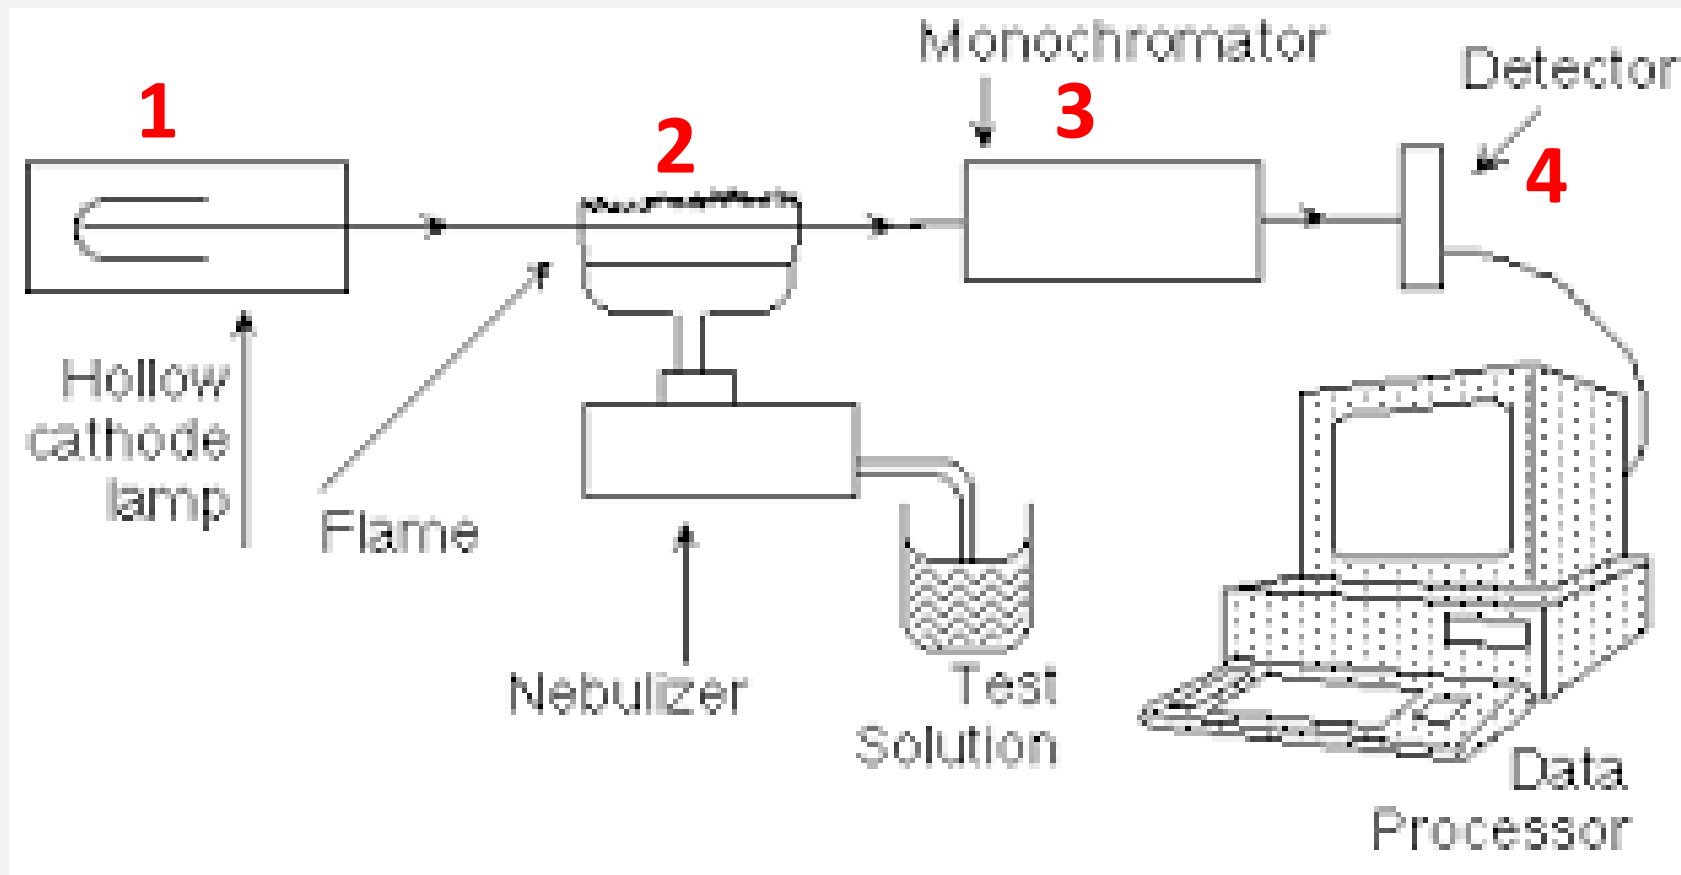 Monochromator
Detector
1
2
3
4
Hollow
cathode
lamp
Flame
Nebulizer
Test
Solution
Data
Processor